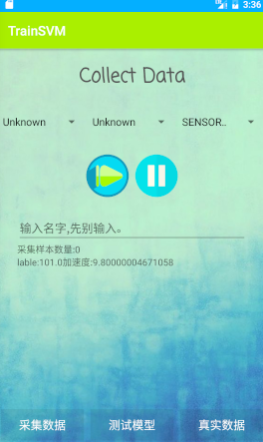 3:36
TrainSVM
Collect Data
Unknown Unknown SENSOR..
输入名字,先别输入。
采集样本数量:0
lable:101.0加速度:9.80000004671058
采集数据 测试模型 真实数据